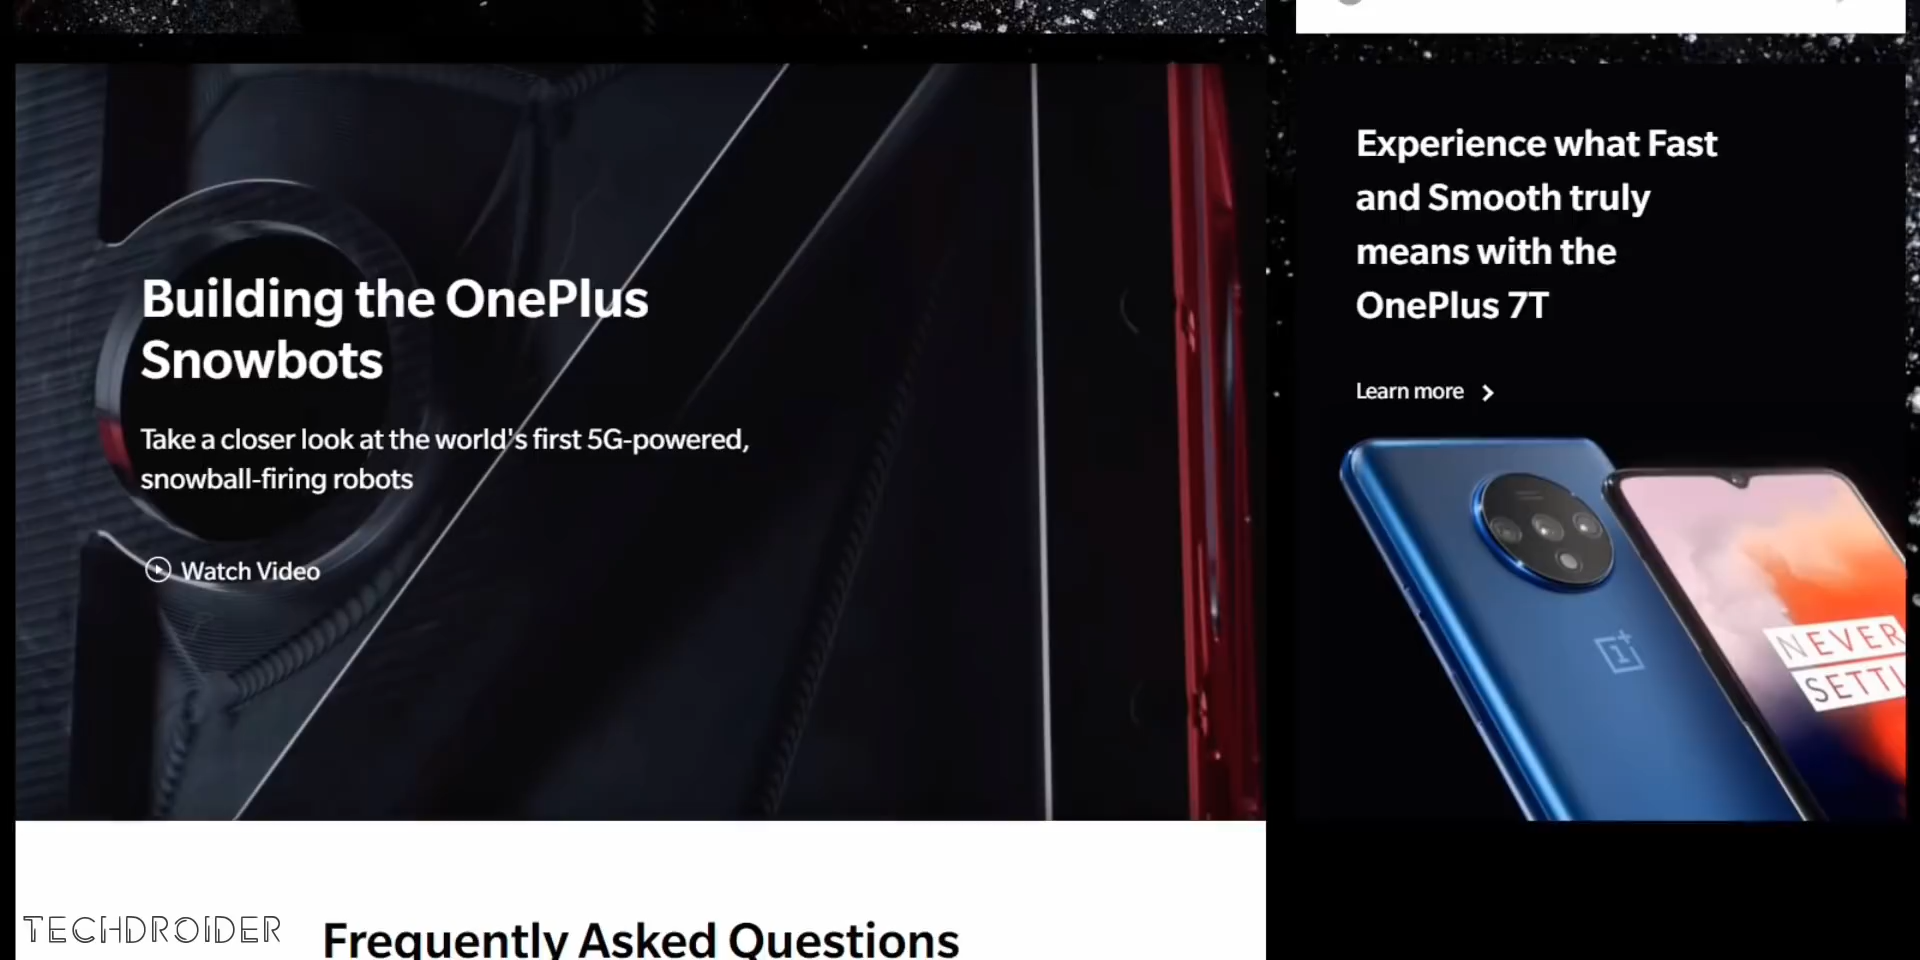 Building the OnePlus
Snowbots
Take a closer look at the world's first 5G-powered,
snowball-firing robots
Watch Video
Experience what Fast
and Smooth truly
means with the
OnePlus 7T
Learn more
NEVER
SETTL
TECHDROIDER
Frequently Asked Questions